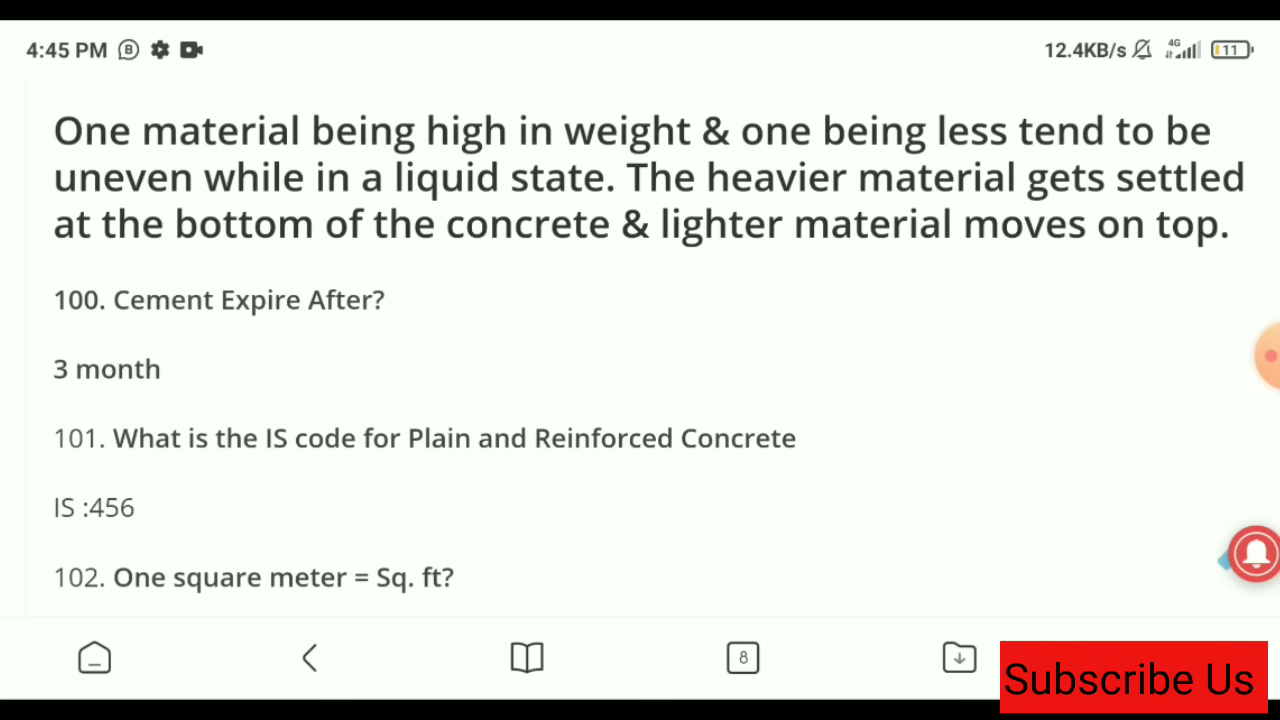 4:45 PM B 12.4KB/s 4G 11
One material being high in weight & one being less tend to be
uneven while in a liquid state. The heavier material gets settled
at the bottom of the concrete & lighter material moves on top.
100. Cement Expire After?
3 month
101. What is the IS code for Plain and Reinforced Concrete
IS :456
102. One square meter = Sq. ft?
8
Subscribe Us